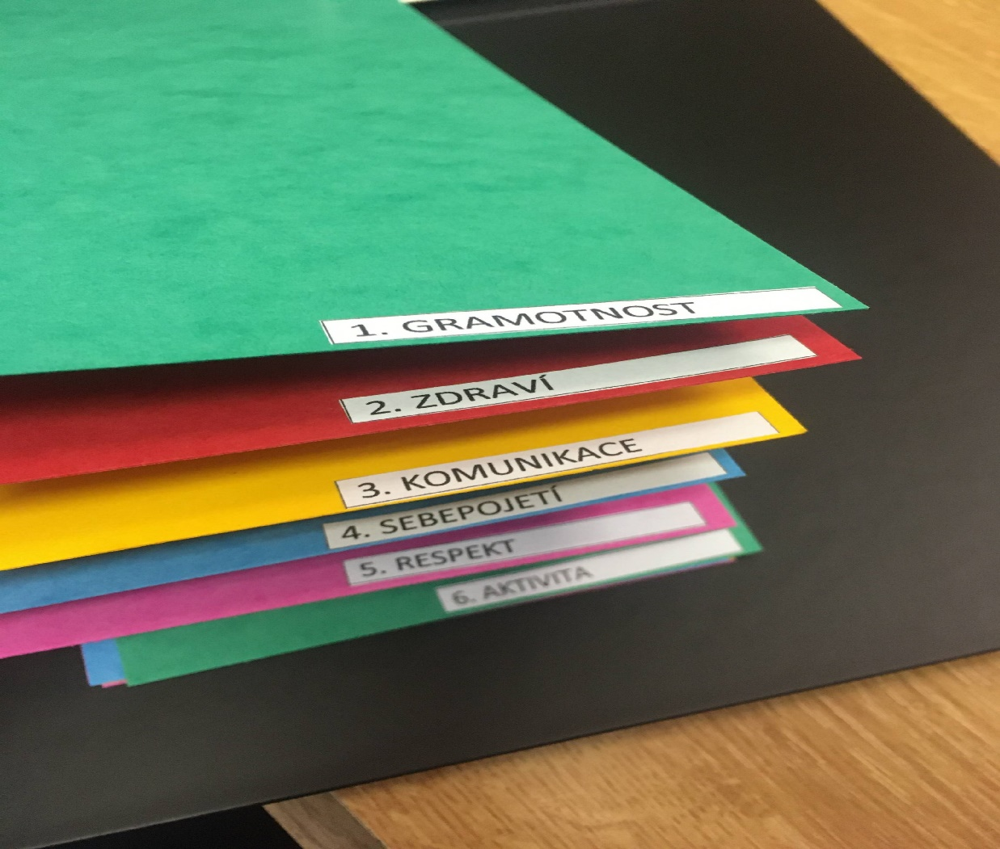 1. GRAMOTNOST
2. ZDRAVÍ
3. KOMUNIKACE
4. SEBEPOJETÍ
5. RESPEKT
6. AKTIVITA